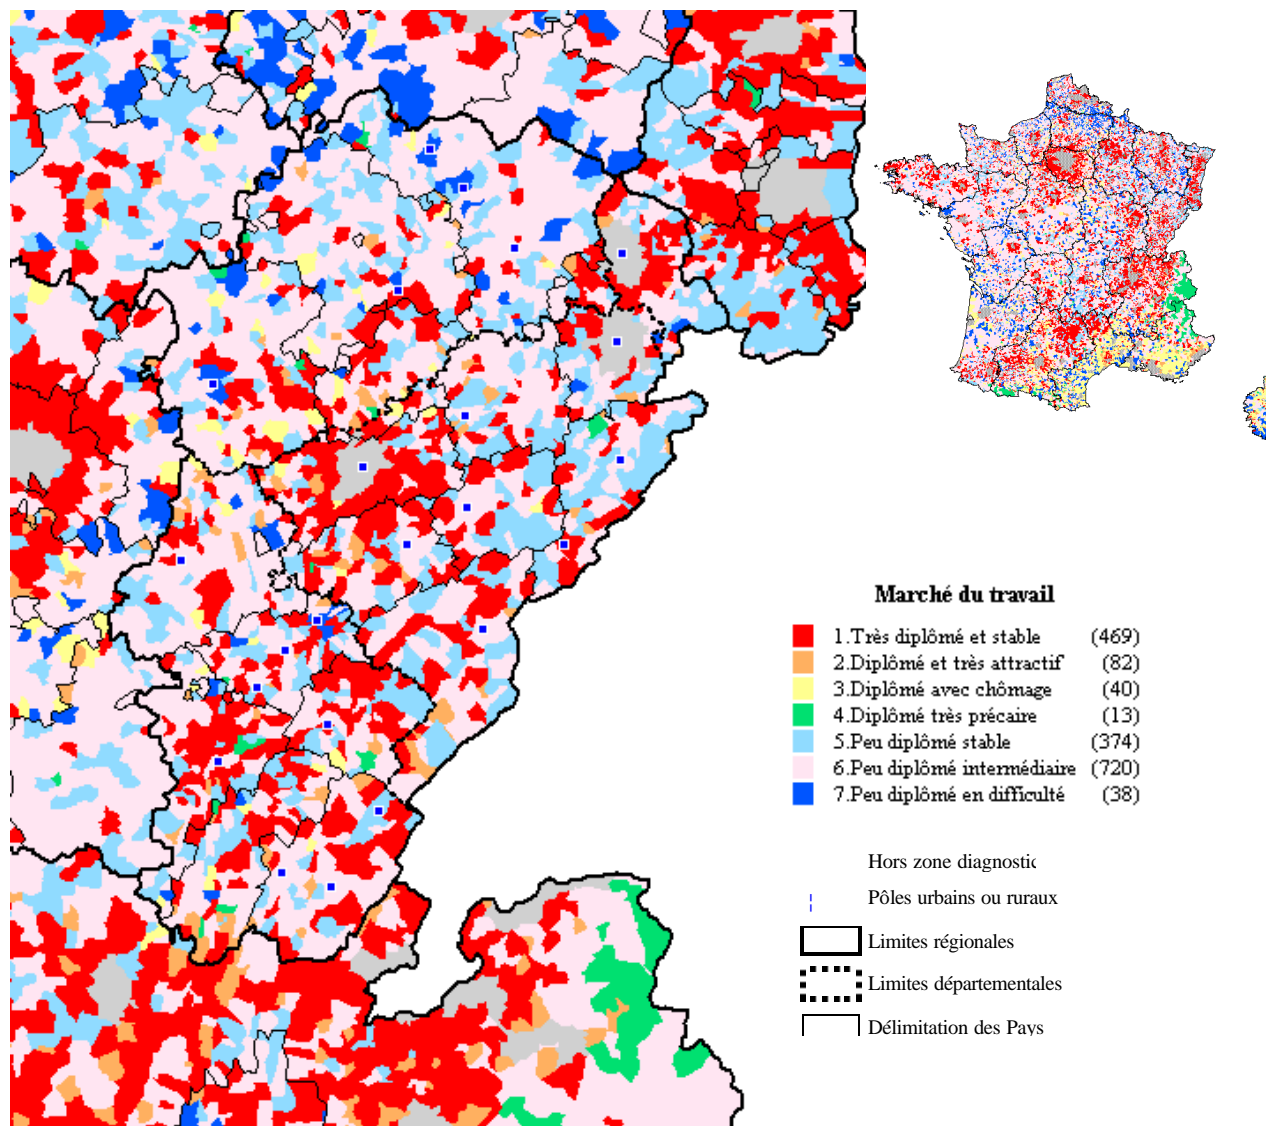 Marché du travail
1.Très diplômé et stable (469)
2.Diplômé et très attractif (82)
3.Diplômé avec chômage (40)
4.Diplômé très précaire (13)
5.Peu diplômé stable (374)
6.Peu diplômé intermédiaire (720)
7.Peu diplômé en difficulté (38)
Hors zone diagnostic
Pôles urbains ou ruraux
Limites régionales
Limites départementales
Délimitation des Pays